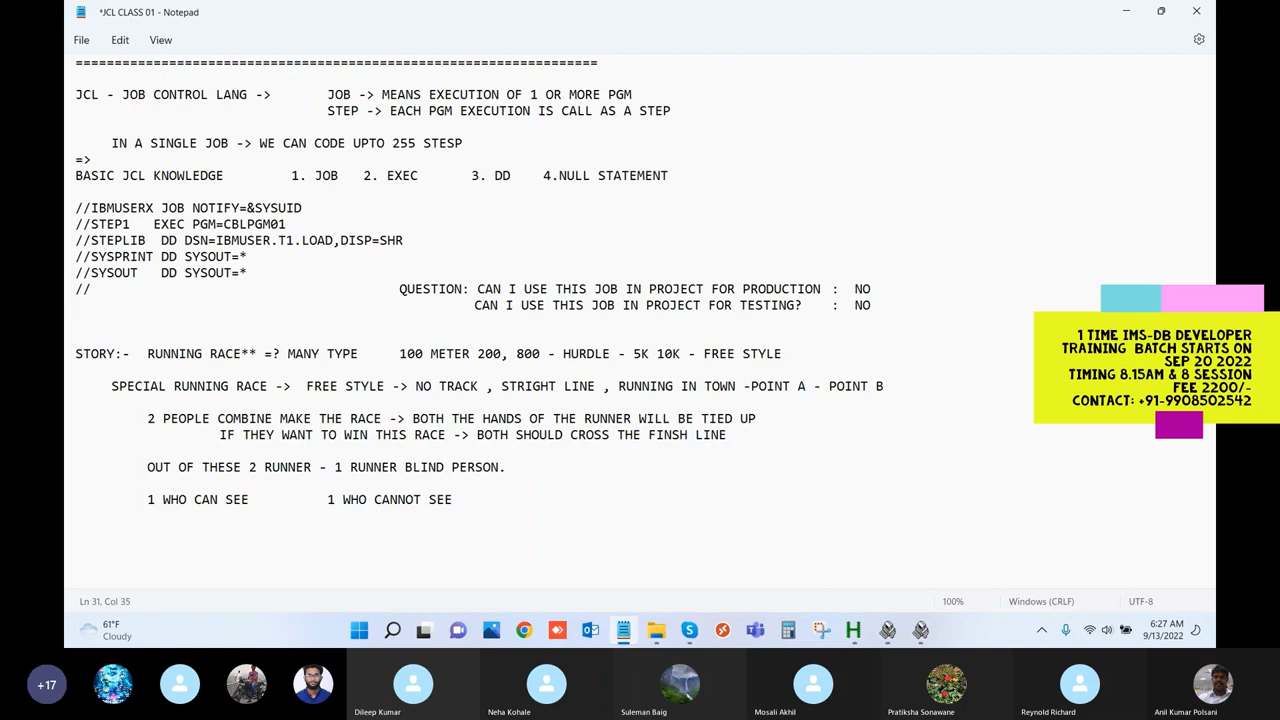 *JCL CLASS 01 - Notepad
File Edit View
===================================================================
JCL - JOB CONTROL LANG -> JOB -> MEANS EXECUTION OF 1 OR MORE PGM
STEP -> EACH PGM EXECUTION IS CALL AS A STEP
IN A SINGLE JOB -> WE CAN CODE UPTO 255 STESP
=>
BASIC JCL KNOWLEDGE 1. JOB 2. EXEC 3. DD 4.NULL STATEMENT
//IBMUSERX JOB NOTIFY=&SYSUID
//STEP1 EXEC PGM=CBLPGM01
//STEPLIB DD DSN=IBMUSER.T1.LOAD,DISP=SHR
//SYSPRINT DD SYSOUT=*
//SYSOUT DD SYSOUT=*
// QUESTION: CAN I USE THIS JOB IN PROJECT FOR PRODUCTION : NO
CAN I USE THIS JOB IN PROJECT FOR TESTING? : NO
STORY:- RUNNING RACE** =? MANY TYPE 100 METER 200, 800 - HURDLE - 5K 10K - FREE STYLE
SPECIAL RUNNING RACE -> FREE STYLE -> NO TRACK , STRIGHT LINE , RUNNING IN TOWN -POINT A - POINT B
2 PEOPLE COMBINE MAKE THE RACE -> BOTH THE HANDS OF THE RUNNER WILL BE TIED UP
IF THEY WANT TO WIN THIS RACE -> BOTH SHOULD CROSS THE FINSH LINE
OUT OF THESE 2 RUNNER - 1 RUNNER BLIND PERSON.
1 WHO CAN SEE 1 WHO CANNOT SEE
1 TIME IMS-DB DEVELOPER
TRAINING BATCH STARTS ON
SEP 20 2022
TIMING 8.15AM & 8 SESSION
FEE 2200/-
CONTACT: +91-9908502542
Ln 31, Col 35 100% Windows (CRLF) UTF-8
61°F
Cloudy
6:27 AM
9/13/2022
+17 Dileep Kumar Neha Kohale Suleman Baig Mosali Akhil Pratiksha Sonawane Reynold Richard Anil Kumar Polsani